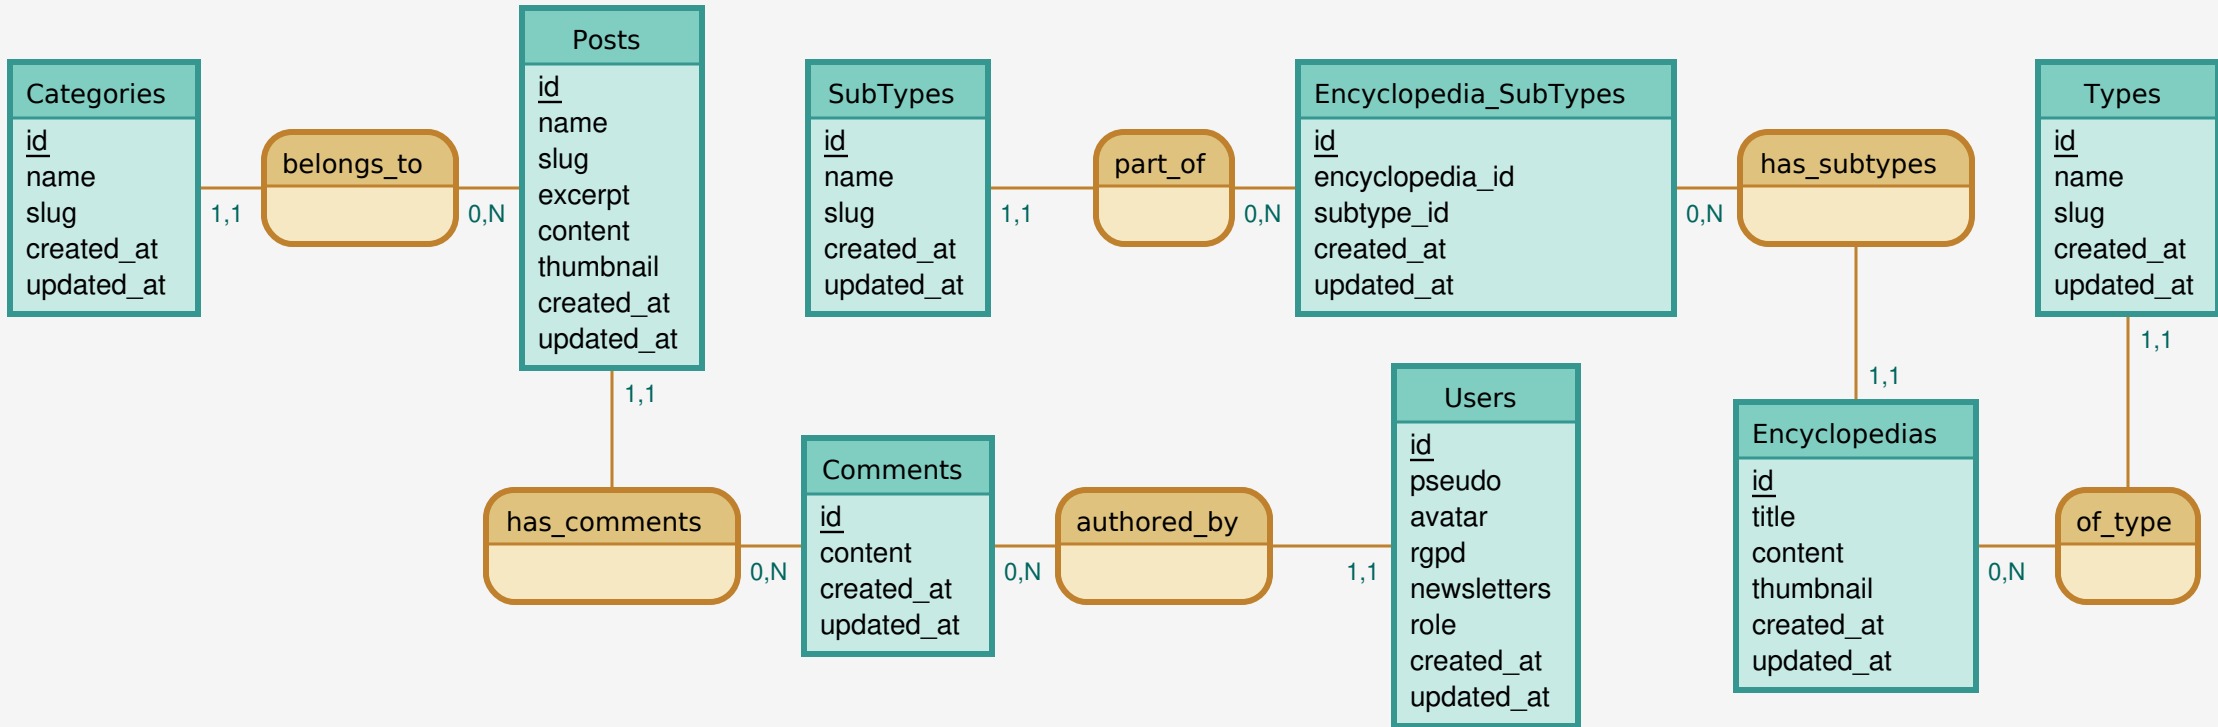 Categories
id
name
slug
created_at
updated_at
1,1
belongs_to
0,N
Posts
id
name
slug
excerpt
content
thumbnail
created_at
updated_at
1,1
SubTypes
id
name
slug
created_at
updated_at
1,1
part_of
0,N
Encyclopedia_SubTypes
id
encyclopedia_id
subtype_id
created_at
updated_at
0,N
has_subtypes
1,1
Types
id
name
slug
created_at
updated_at
1,1
has_comments
0,N
Comments
id
content
created_at
updated_at
0,N
authored_by
1,1
Users
id
pseudo
avatar
rgpd
newsletters
role
created_at
updated_at
Encyclopedias
id
title
content
thumbnail
created_at
updated_at
0,N
of_type